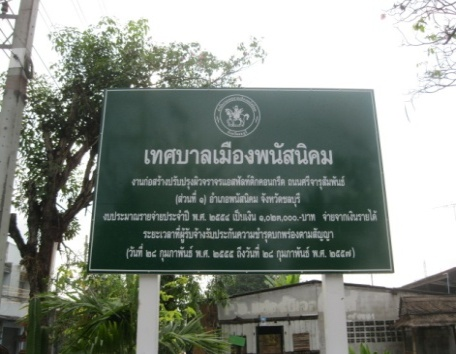 เทศบาลเมืองพนัสนิคม
งานก่อสร้างปรับปรุงผิวจราจรแอสฟัลท์ติกคอนกรีต ถนนศรีจารุสัมพันธ์
(ส่วนที่ ๑) อำเภอพนัสนิคม จังหวัดชลบุรี
งบประมาณรายจ่ายประจำปี พ.ศ. ๒๕๕๔ เป็นเงิน ๑,๐๒๓,๐๐๐.-บาท จ่ายจากเงินรายได้
ระยะเวลาที่ผู้รับจ้างรับประกันความชำรุดบกพร่องตามสัญญา
(วันที่ ๒๔ กุมภาพันธ์ พ.ศ. ๒๕๕๕ ถึงวันที่ ๒๔ กุมภาพันธ์ พ.ศ. ๒๕๕๗)